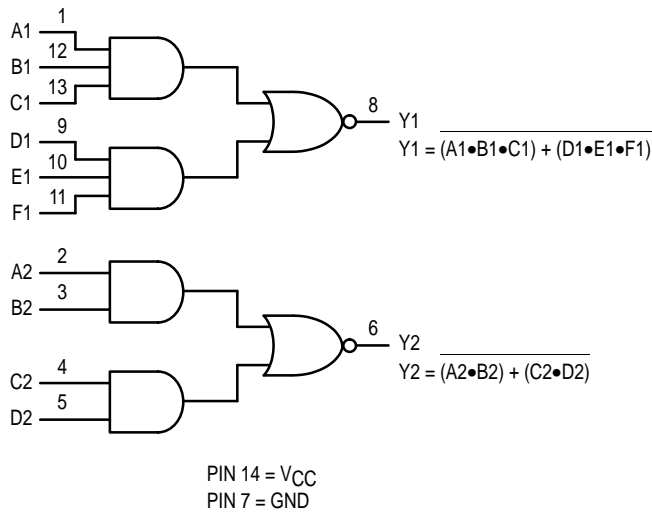 A1 1
B1 12
C1 13
D1 9
E1 10
F1 11
8 Y1
Y1 = (A1●B1●C1) + (D1●E1●F1)
A2 2
B2 3
C2 4
D2 5
6 Y2
Y2 = (A2●B2) + (C2●D2)
PIN 14 = VCC
PIN 7 = GND